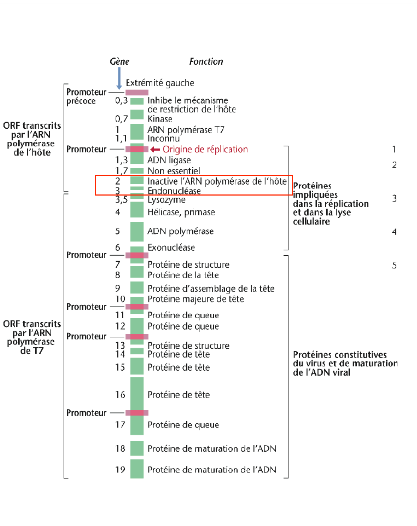 Gène
Fonction
Extrémité gauche
Promoteur
précoce
0,3 Inhibe le mécanisme
de restriction de l'hôte
0,7 Kinase
1 ARN polymérase T7
1,1 Inconnu
ORF transcrits
par l'ARN
polymérase
de l'hôte
Promoteur
Origine de réplication
1,3 ADN ligase
1,7 Non essentiel
2 Inactive l'ARN polymérase de l'hôte
3 Endonucléase
3,5 Lysozyme
4 Hélicase, primase
5 ADN polymérase
6 Exonucléase
Protéines
impliquées
dans la réplication
et dans la lyse
cellulaire
Promoteur
7 Protéine de structure
8 Protéine de la tête
9 Protéine d'assemblage de la tête
10 Protéine majeure de tête
Promoteur
11 Protéine de queue
12 Protéine de queue
Promoteur
13 Protéine de structure
14 Protéine de tête
15 Protéine de tête
16 Protéine de tête
Promoteur
17 Protéine de queue
18 Protéine de maturation de l'ADN
19 Protéine de maturation de l'ADN
ORF transcrits
par l'ARN
polymérase
de T7
Protéines constitutives
du virus et de maturation
de l'ADN viral
1
2
3
4
5